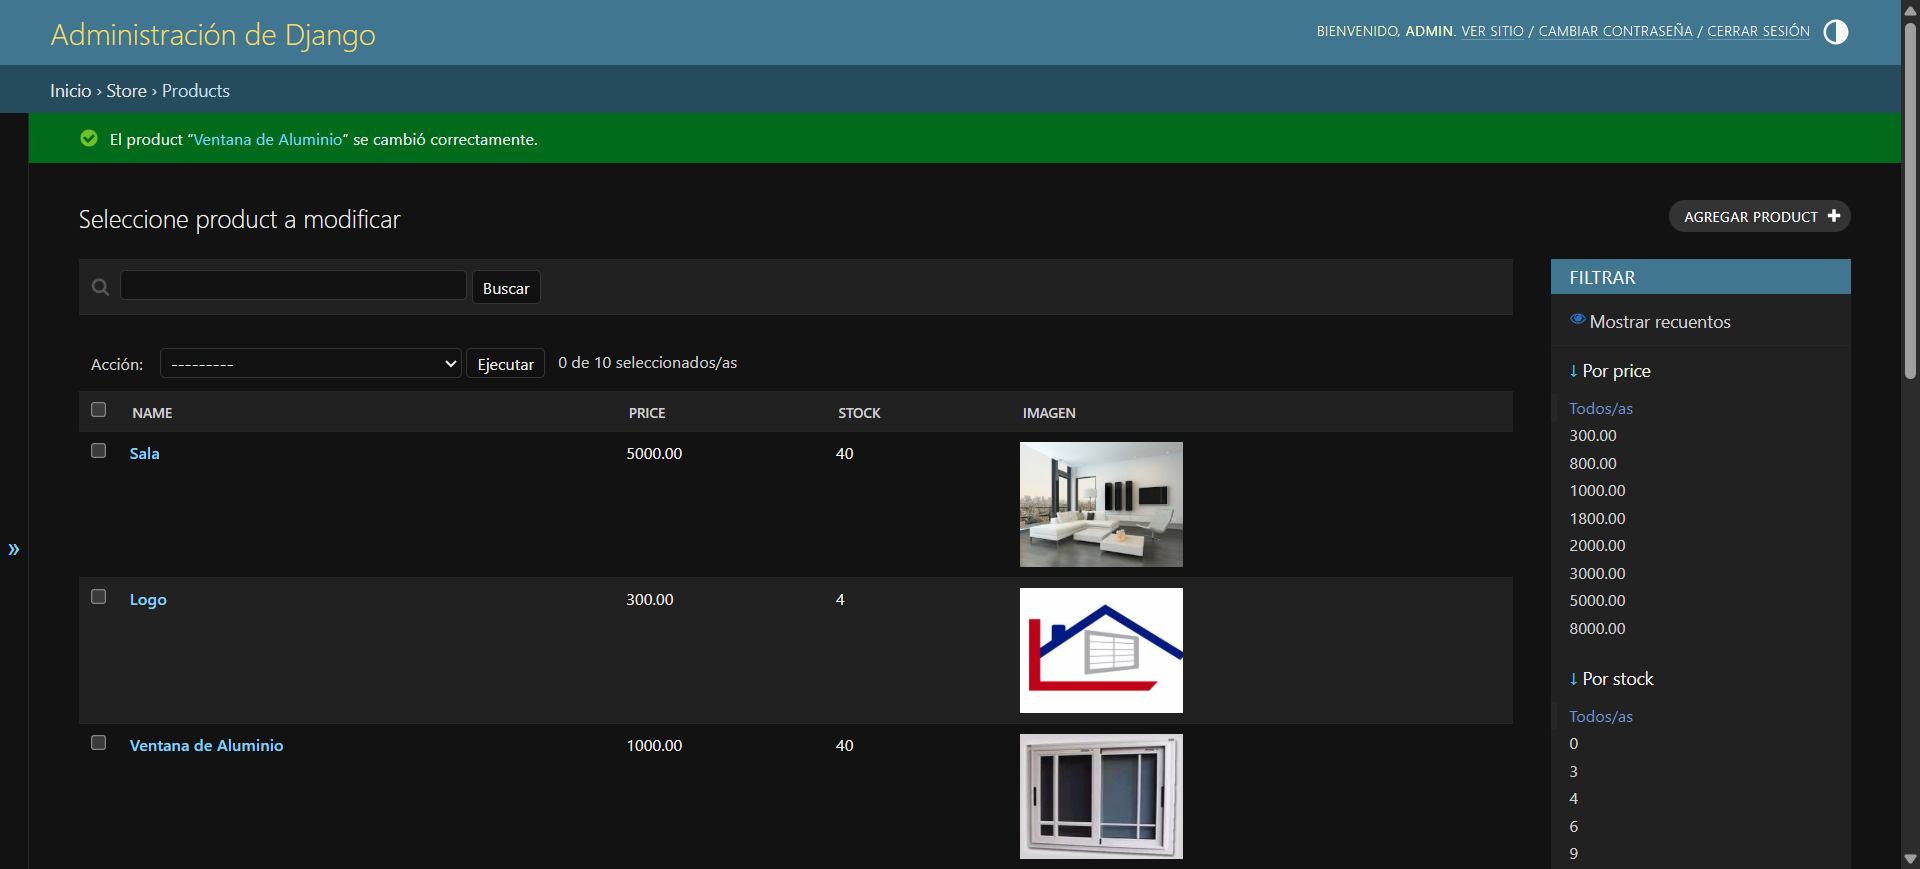 Administración de Django
BIENVENIDO, ADMIN. VER SITIO / CAMBIAR CONTRASEÑA / CERRAR SESIÓN
Inicio › Store › Products
El product “Ventana de Aluminio” se cambió correctamente.
Seleccione product a modificar
AGREGAR PRODUCT
Buscar
Acción: --------- Ejecutar 0 de 10 seleccionados/as
NAME PRICE STOCK IMAGEN
Sala 5000.00 40
Logo 300.00 4
Ventana de Aluminio 1000.00 40
FILTRAR
Mostrar recuentos
↓ Por price
Todos/as
300.00
800.00
1000.00
1800.00
2000.00
3000.00
5000.00
8000.00
↓ Por stock
Todos/as
0
3
4
6
9